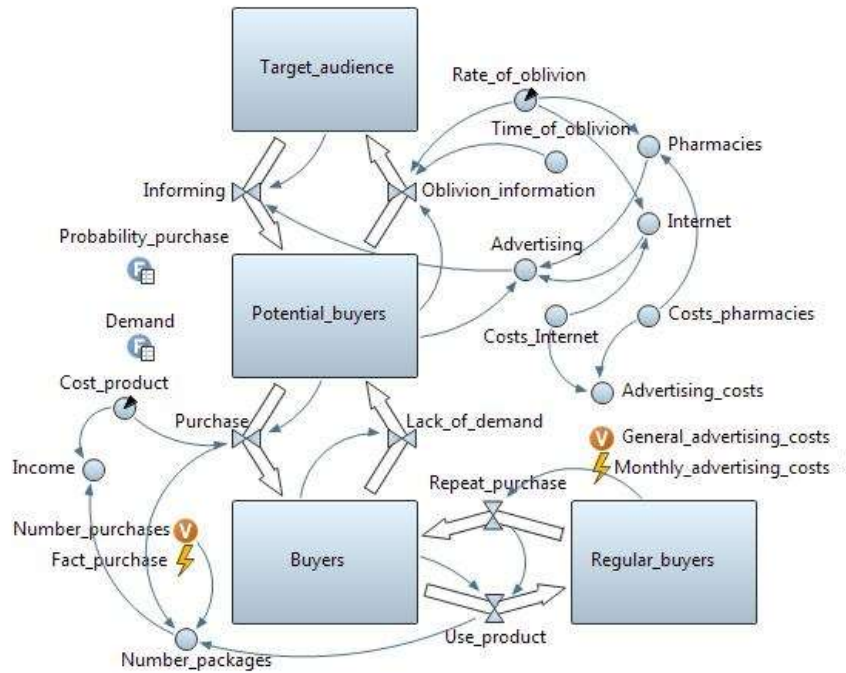 Target_audience
Rate_of_oblivion
Time_of_oblivion
Pharmacies
Informing
Oblivion_information
Internet
Probability_purchase
Advertising
F
Potential_buyers
Costs_Internet
Costs_pharmacies
Demand
F
Cost_product
Advertising_costs
Purchase
Lack_of_demand
V General_advertising_costs
Income
Monthly_advertising_costs
Repeat_purchase
Number_purchases V
Fact_purchase
Buyers
Regular_buyers
Use_product
Number_packages